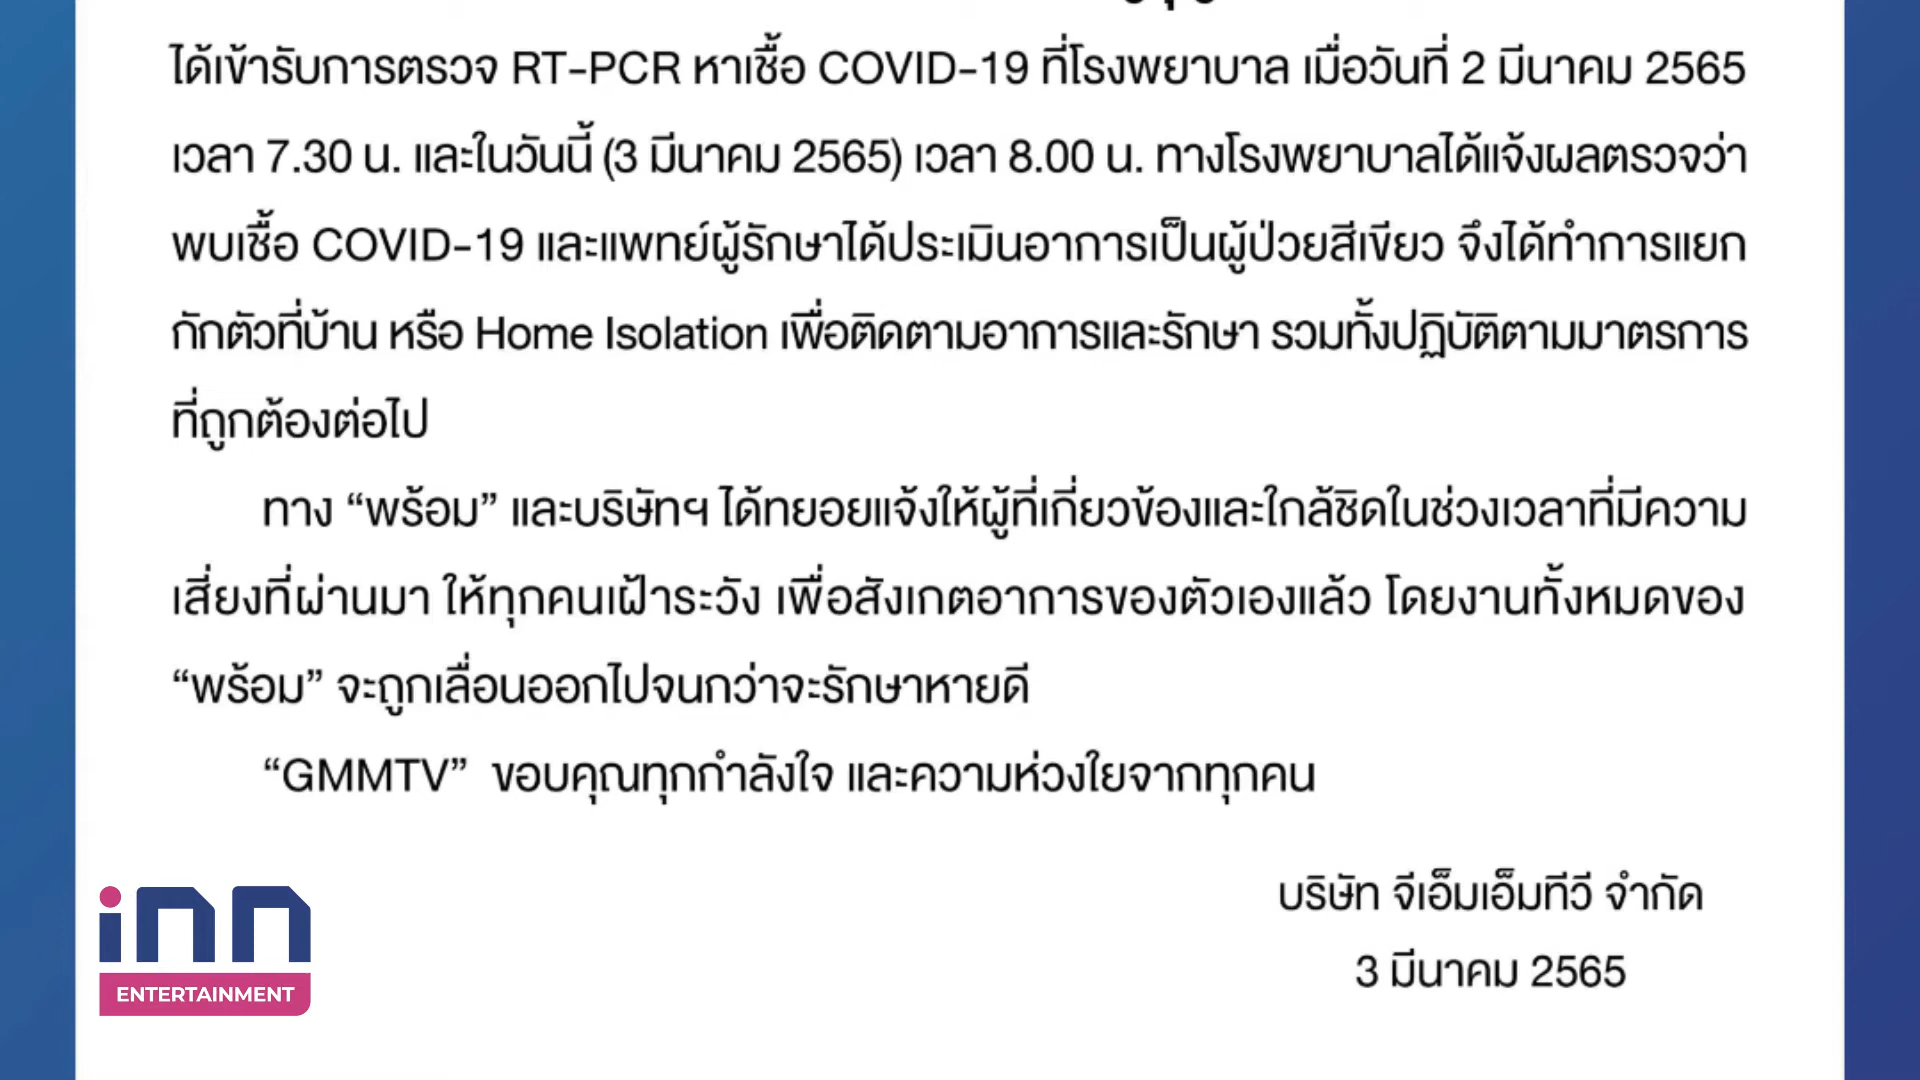 ได้เข้ารับการตรวจ RT-PCR หาเชื้อ COVID-19 ที่โรงพยาบาล เมื่อวันที่ 2 มีนาคม 2565
เวลา 7.30 น. และในวันนี้ (3 มีนาคม 2565) เวลา 8.00 น. ทางโรงพยาบาลได้แจ้งผลตรวจว่า
พบเชื้อ COVID-19 และแพทย์ผู้รักษาได้ประเมินอาการเป็นผู้ป่วยสีเขียว จึงได้ทำการแยก
กักตัวที่บ้าน หรือ Home Isolation เพื่อติดตามอาการและรักษา รวมทั้งปฏิบัติตามมาตรการ
ที่ถูกต้องต่อไป
ทาง “พร้อม” และบริษัทฯ ได้ทยอยแจ้งให้ผู้ที่เกี่ยวข้องและใกล้ชิดในช่วงเวลาที่มีความ
เสี่ยงที่ผ่านมา ให้ทุกคนเฝ้าระวัง เพื่อสังเกตอาการของตัวเองแล้ว โดยงานทั้งหมดของ
“พร้อม” จะถูกเลื่อนออกไปจนกว่าจะรักษาหายดี
“GMMTV” ขอบคุณทุกกำลังใจ และความห่วงใยจากทุกคน
บริษัท จีเอ็มเอ็มทีวี จำกัด
3 มีนาคม 2565
inn
ENTERTAINMENT